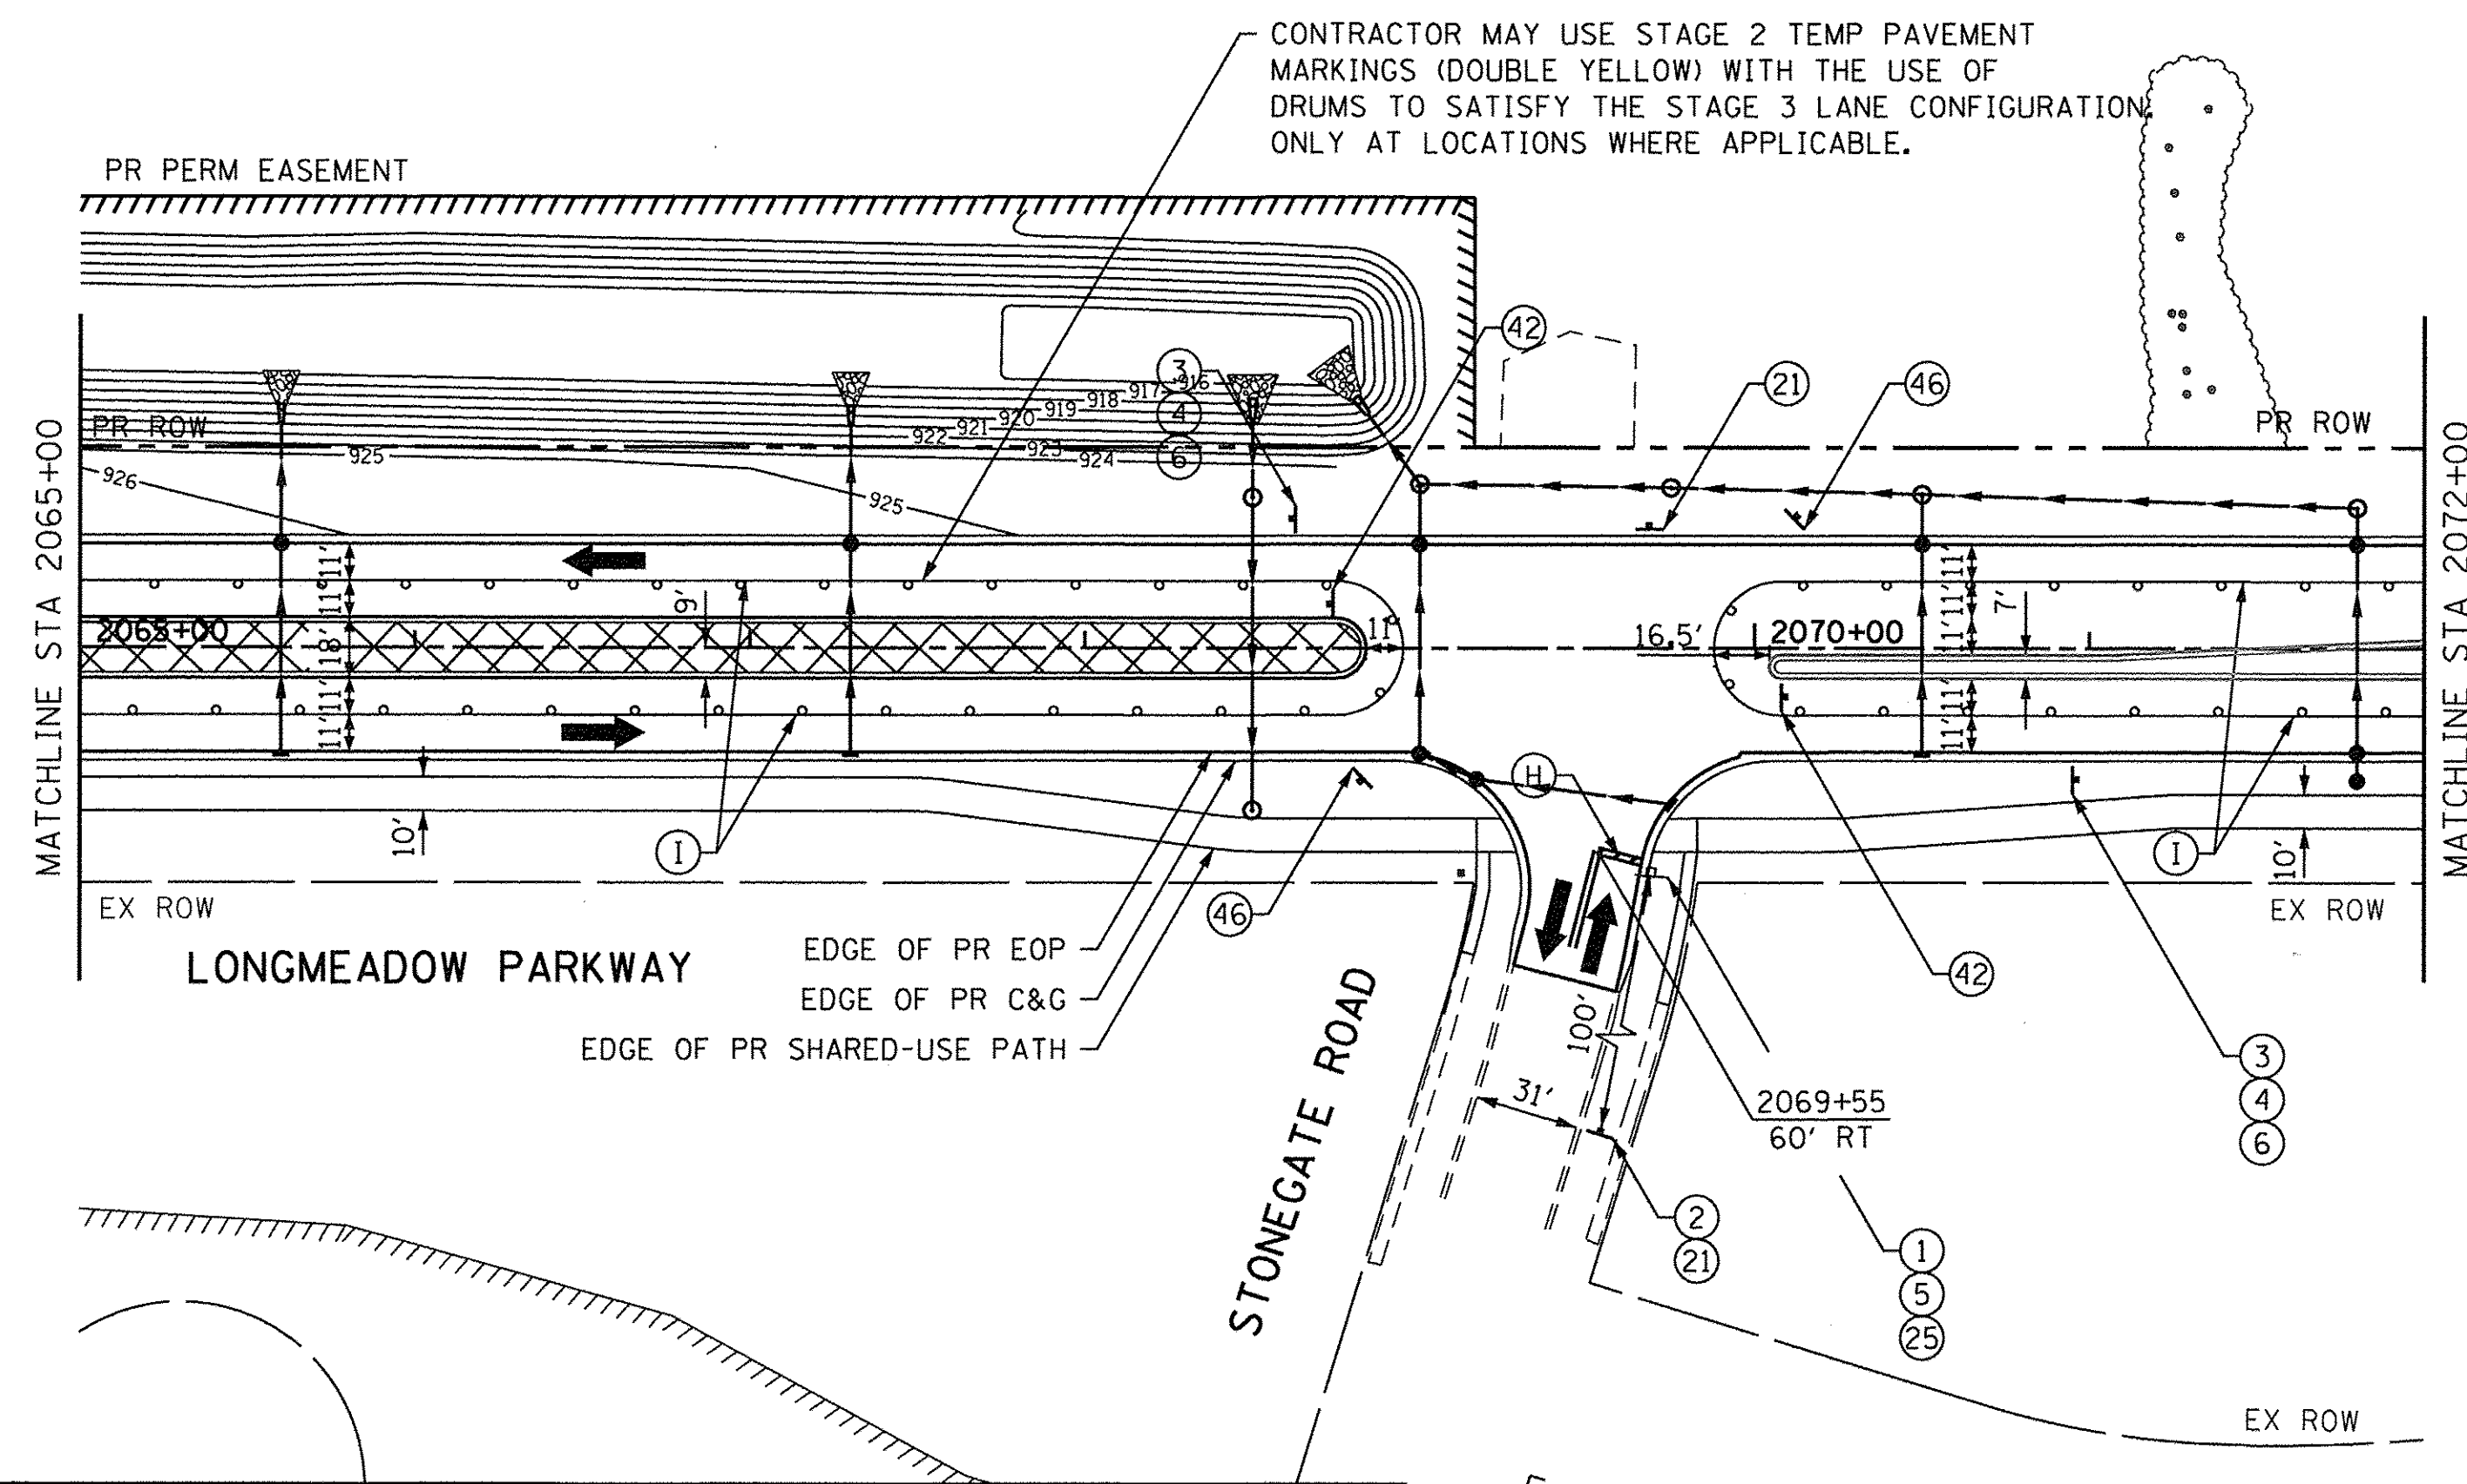 CONTRACTOR MAY USE STAGE 2 TEMP PAVEMENT
MARKINGS (DOUBLE YELLOW) WITH THE USE OF
DRUMS TO SATISFY THE STAGE 3 LANE CONFIGURATION.
ONLY AT LOCATIONS WHERE APPLICABLE.
PR PERM EASEMENT
42
3
4
6
21
46
916
917
918
919
920
921
922
923
924
925
926
925
PR ROW
PR ROW
MATCHLINE STA 2065+00
MATCHLINE STA 2072+00
11'
11'
18'
11'
11'
9'
2065+00
11'
16.5'
2070+00
11'
11'
11'
7'
11'
11'
10'
10'
I
H
I
46
42
EX ROW
EX ROW
LONGMEADOW PARKWAY
EDGE OF PR EOP
EDGE OF PR C&G
EDGE OF PR SHARED-USE PATH
STONEGATE ROAD
100'
31'
2069+55
60' RT
3
4
6
2
21
1
5
25
EX ROW